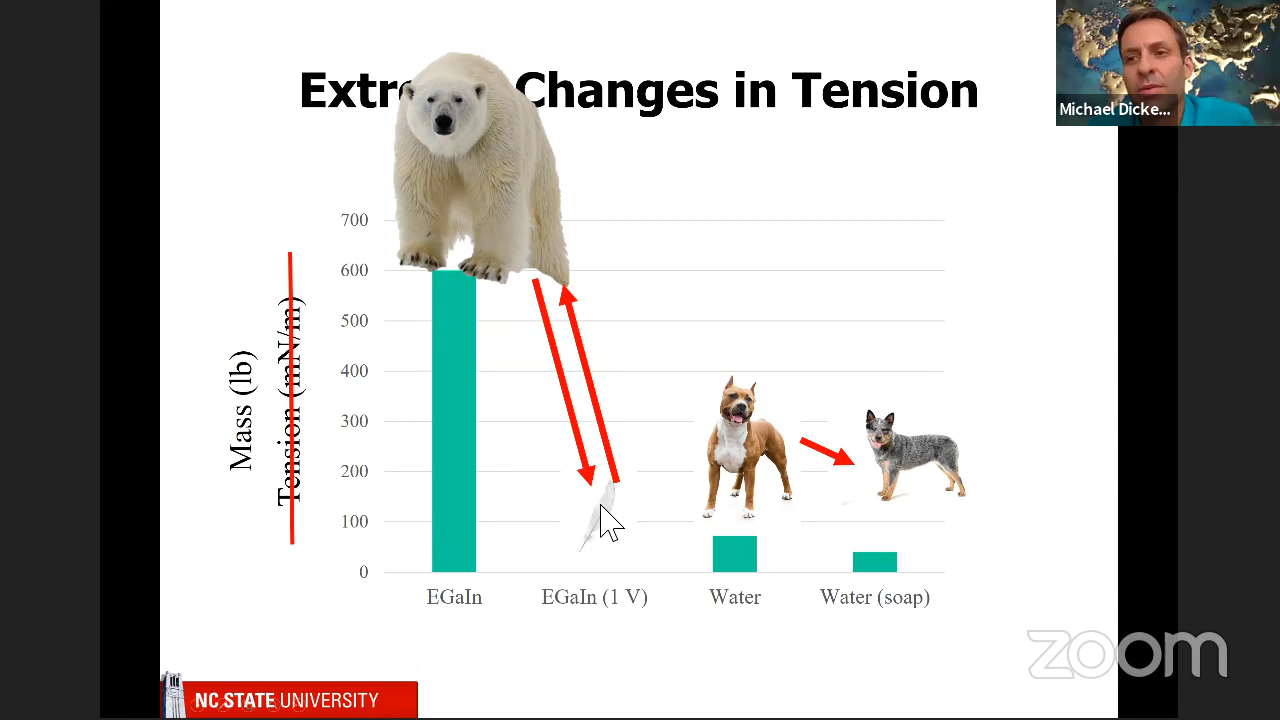 Extre Changes in Tension
Michael Dicke...
Mass (lb)
Tension (mN/m)
700
600
500
400
300
200
100
0
EGaIn
EGaIn (1 V)
Water
Water (soap)
zoom
NC STATE UNIVERSITY